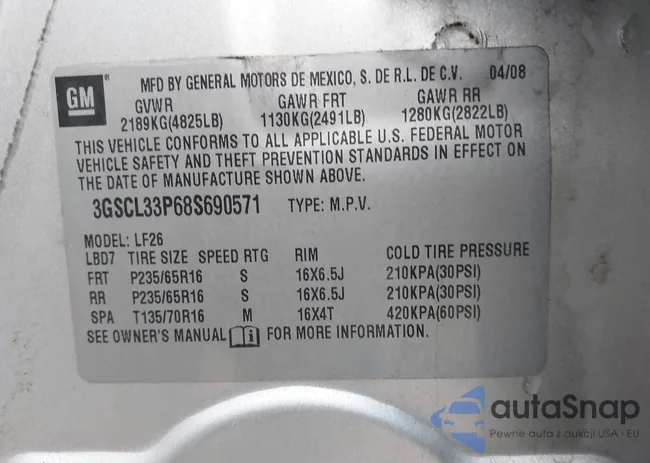 GM ® MFD BY GENERAL MOTORS DE MEXICO, S. DE R.L. DE C.V. 04/08
GVWR GAWR FRT GAWR RR
2189KG(4825LB) 1130KG(2491LB) 1280KG(2822LB)
THIS VEHICLE CONFORMS TO ALL APPLICABLE U.S. FEDERAL MOTOR
VEHICLE SAFETY AND THEFT PREVENTION STANDARDS IN EFFECT ON
THE DATE OF MANUFACTURE SHOWN ABOVE.
3GSCL33P68S690571 TYPE: M.P.V.
MODEL: LF26
LBD7 TIRE SIZE SPEED RTG RIM COLD TIRE PRESSURE
FRT P235/65R16 S 16X6.5J 210KPA(30PSI)
RR P235/65R16 S 16X6.5J 210KPA(30PSI)
SPA T135/70R16 M 16X4T 420KPA(60PSI)
SEE OWNER'S MANUAL FOR MORE INFORMATION.
autaSnap
Pewne auta z aukcji USA i EU